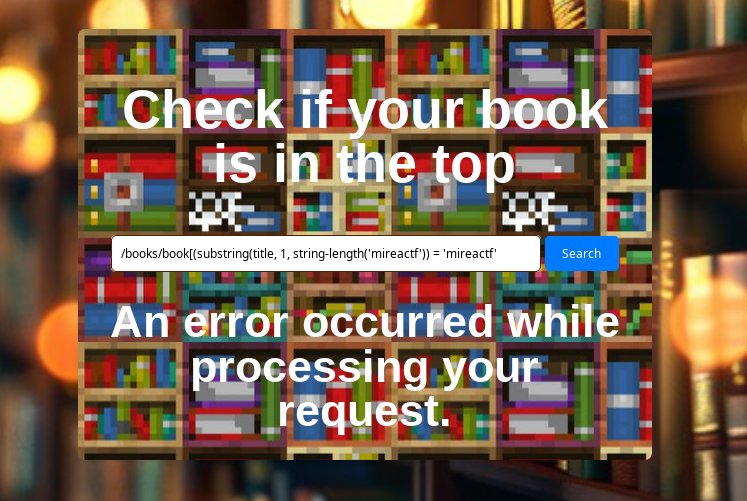 Check if your book
is in the top
/books/book[(substring(title, 1, string-length('mireactf')) = 'mireactf' Search
An error occurred while
processing your
request.